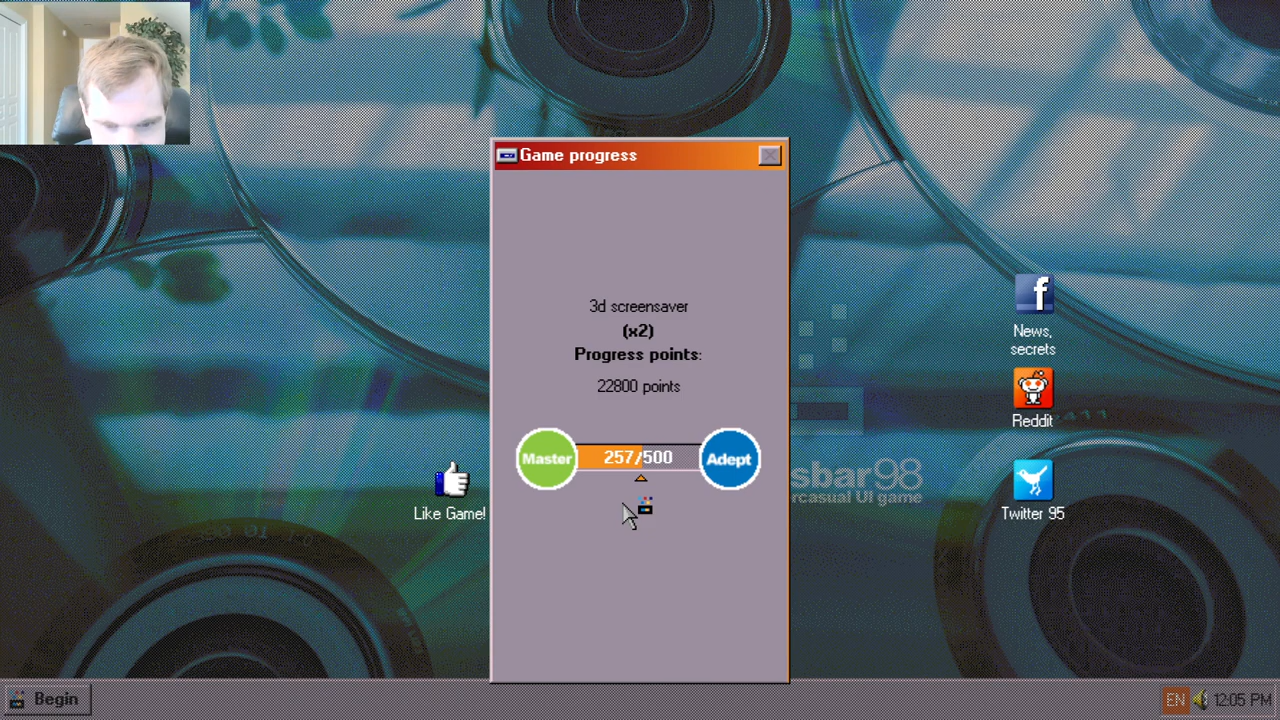 Game progress
3d screensaver
(x2)
Progress points:
22800 points
Master
257/500
Adept
News,
secrets
Reddit
Like Game!
sbar98
rcasual UI game
Twitter 95
Begin
EN
12:05 PM